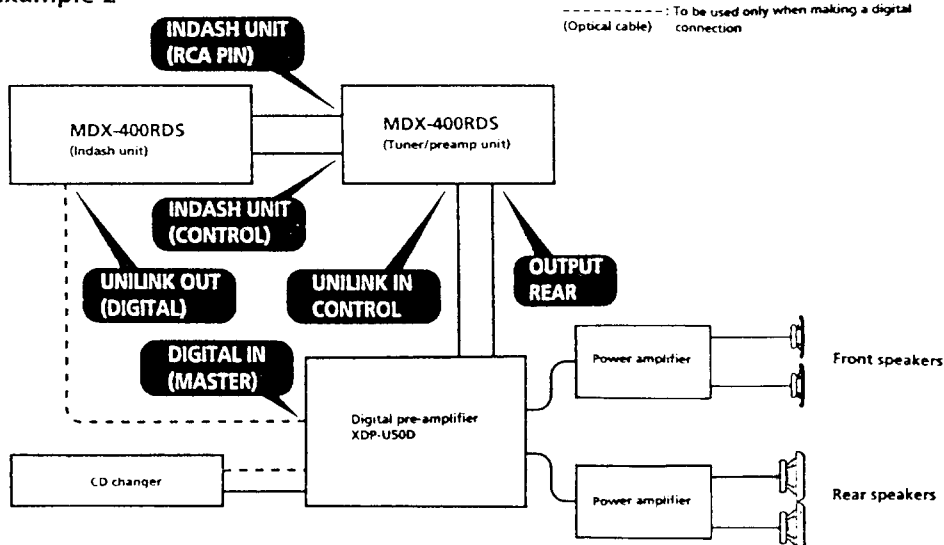 - - - - - - - : To be used only when making a digital
(Optical cable) connection
INDASH UNIT
(RCA PIN)
MDX-400RDS
(Indash unit)
MDX-400RDS
(Tuner/preamp unit)
INDASH UNIT
(CONTROL)
UNILINK OUT
(DIGITAL)
UNILINK IN
CONTROL
OUTPUT
REAR
DIGITAL IN
(MASTER)
Digital pre-amplifier
XDP-U50D
Power amplifier
Front speakers
CD changer
Power amplifier
Rear speakers